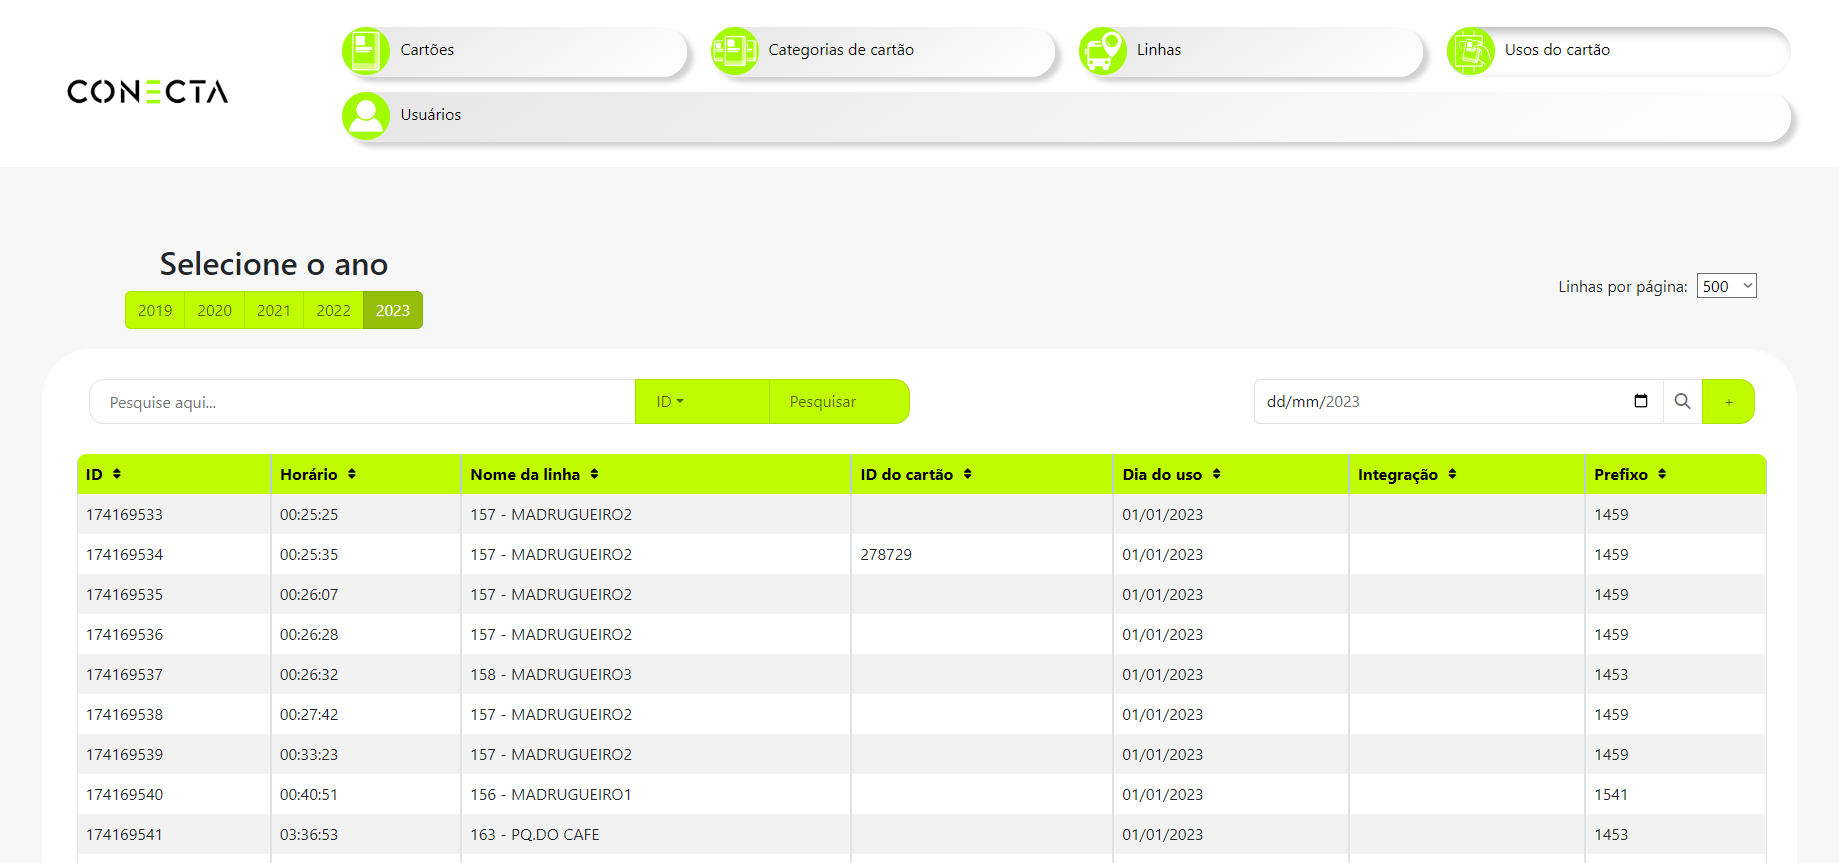 CONECTA
Cartões
Categorias de cartão
Linhas
Usos do cartão
Usuários
Selecione o ano
2019 2020 2021 2022 2023
Linhas por página: 500
Pesquise aqui... ID Pesquisar
dd/mm/2023 +
ID Horário Nome da linha ID do cartão Dia do uso Integração Prefixo
174169533 00:25:25 157 - MADRUGUEIRO2 01/01/2023 1459
174169534 00:25:35 157 - MADRUGUEIRO2 278729 01/01/2023 1459
174169535 00:26:07 157 - MADRUGUEIRO2 01/01/2023 1459
174169536 00:26:28 157 - MADRUGUEIRO2 01/01/2023 1459
174169537 00:26:32 158 - MADRUGUEIRO3 01/01/2023 1453
174169538 00:27:42 157 - MADRUGUEIRO2 01/01/2023 1459
174169539 00:33:23 157 - MADRUGUEIRO2 01/01/2023 1459
174169540 00:40:51 156 - MADRUGUEIRO1 01/01/2023 1541
174169541 03:36:53 163 - PQ.DO CAFE 01/01/2023 1453